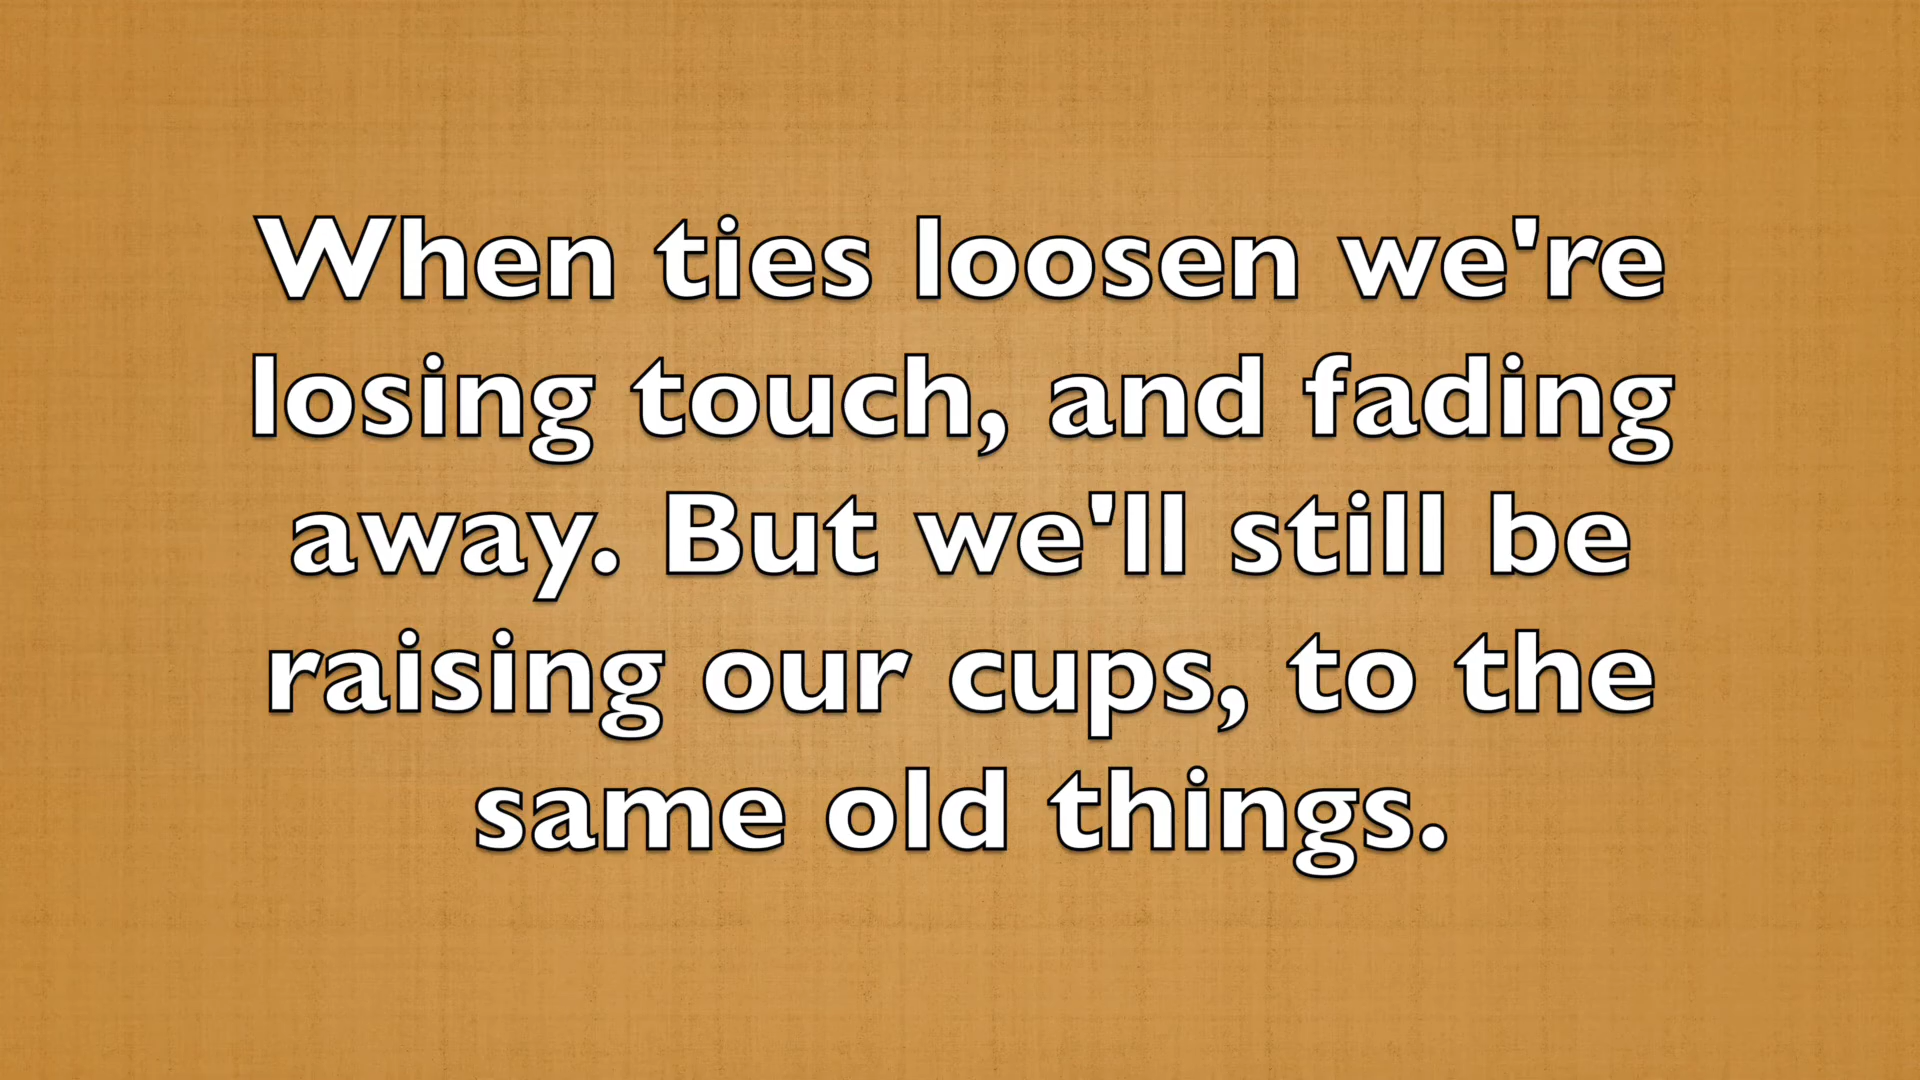 When ties loosen we're
losing touch, and fading
away. But we'll still be
raising our cups, to the
same old things.